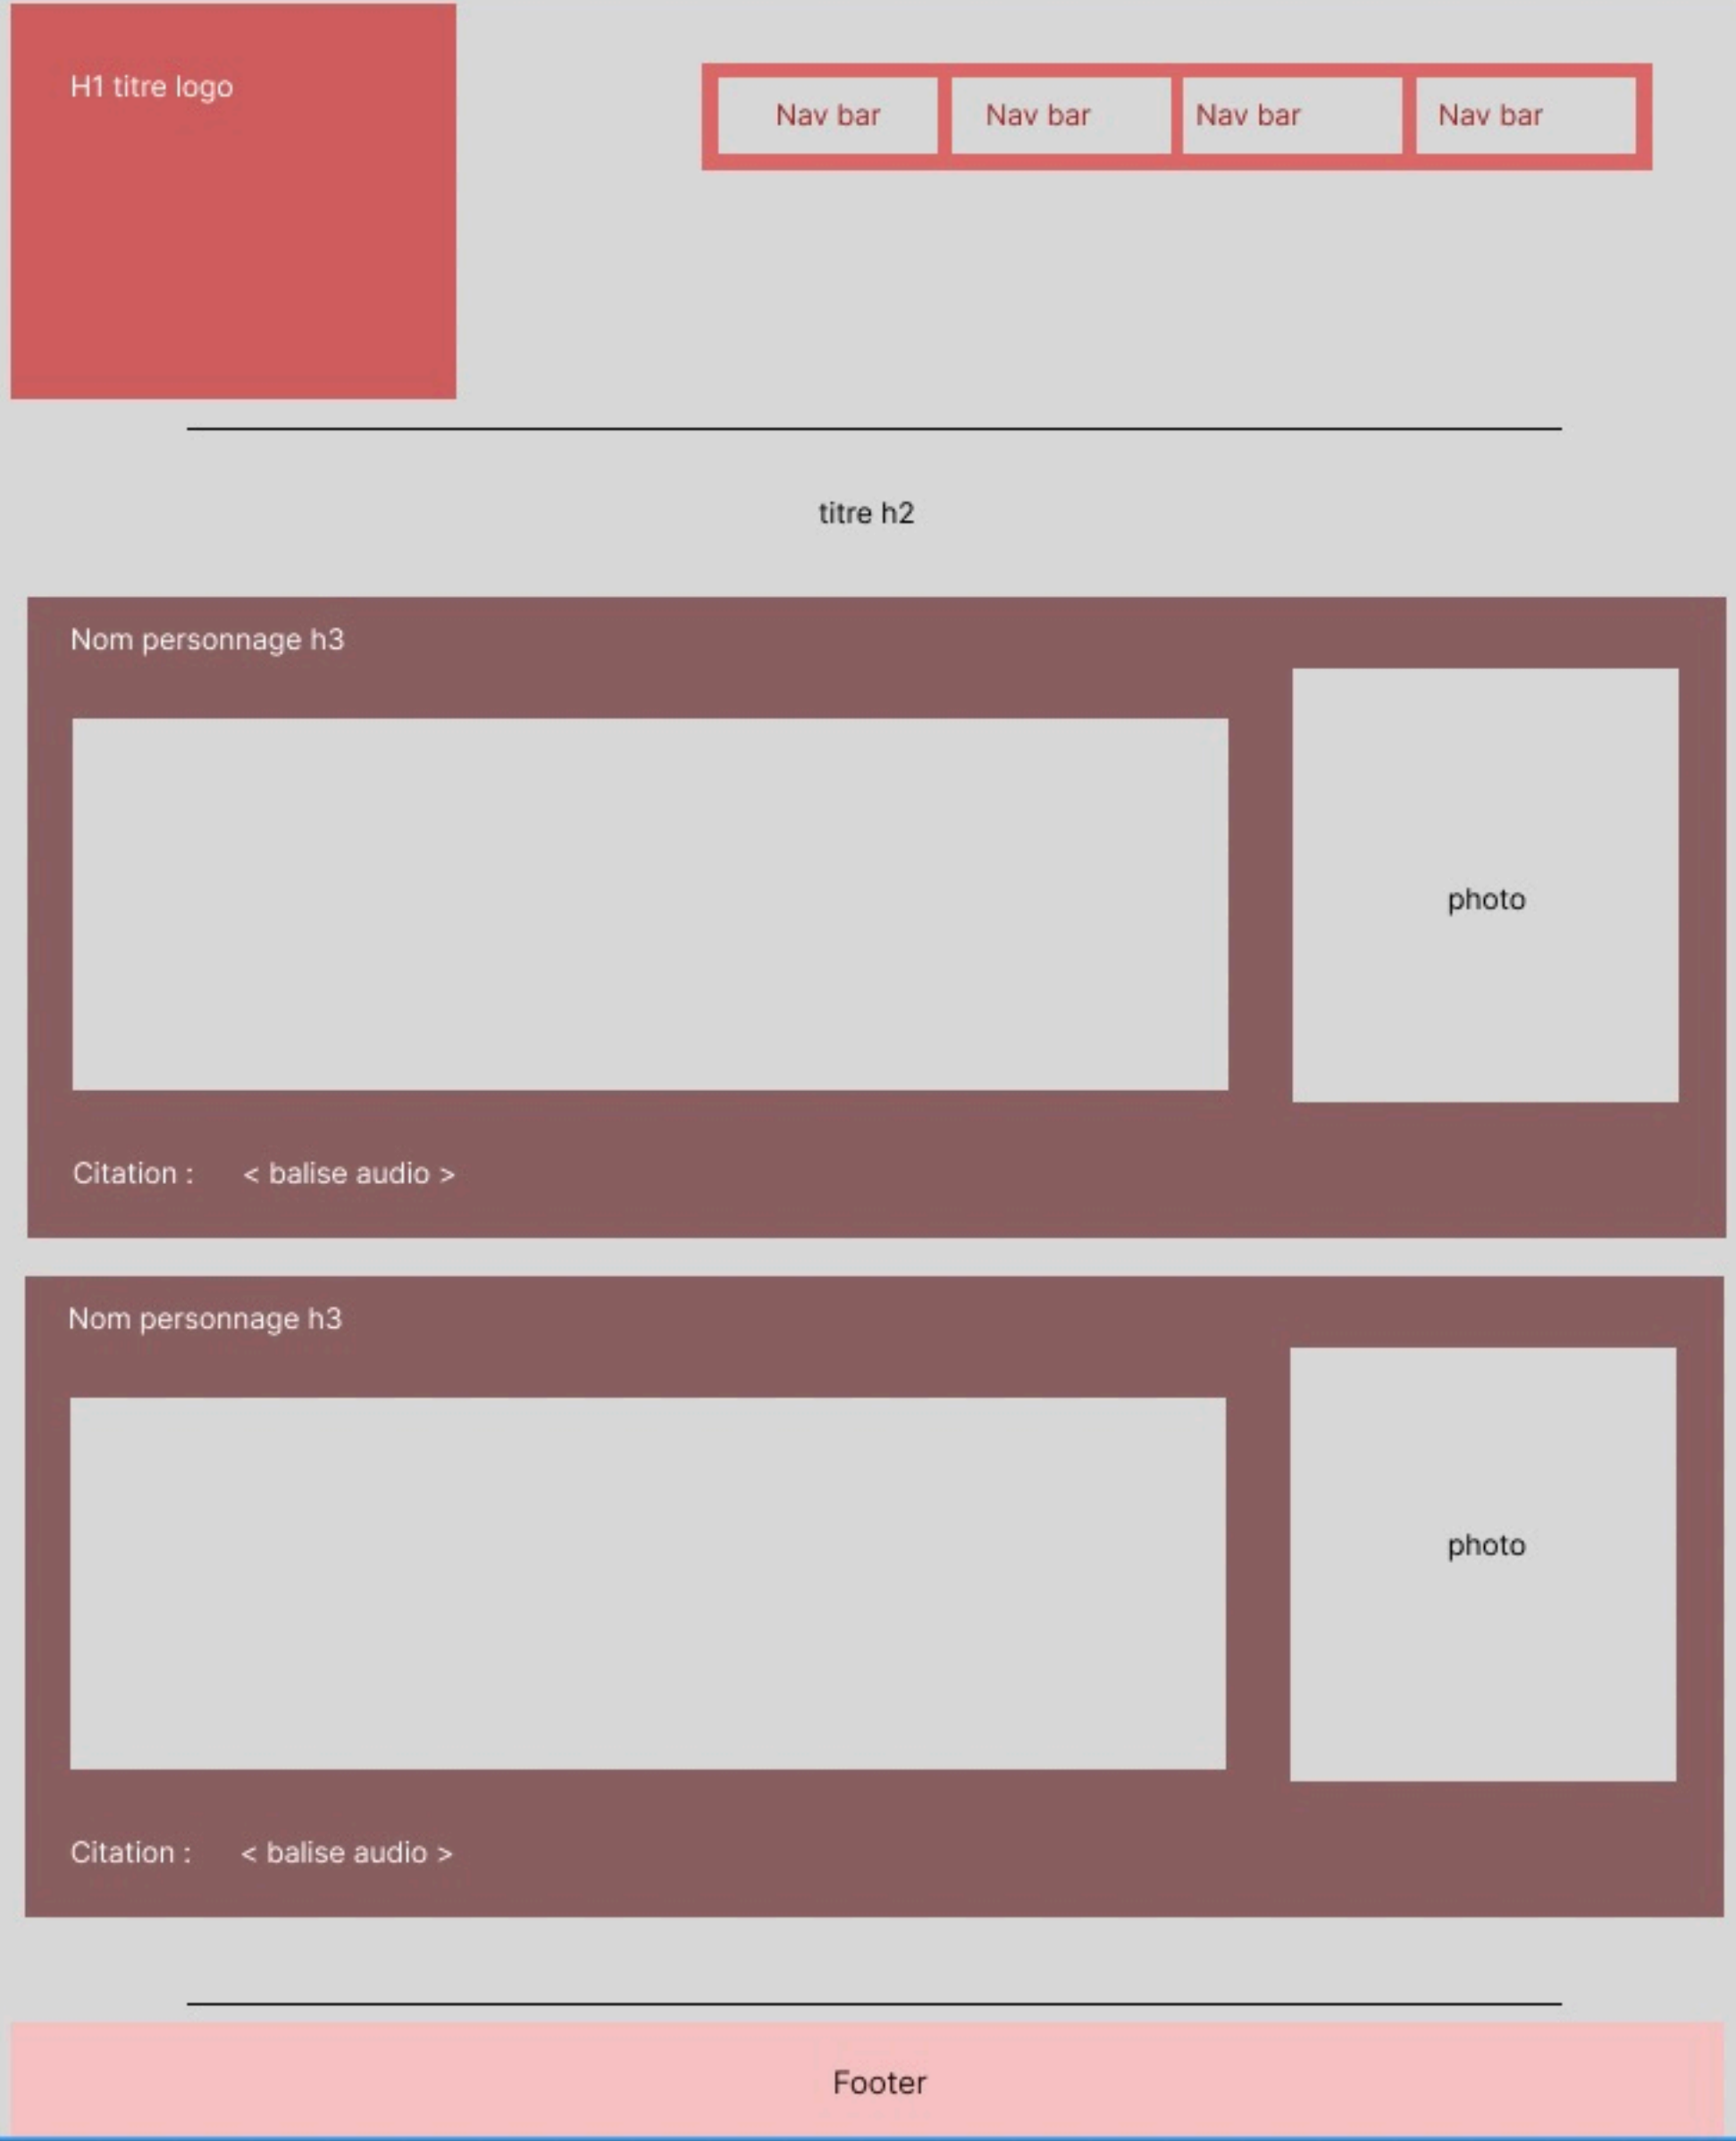 H1 titre logo
Nav bar
Nav bar
Nav bar
Nav bar
titre h2
Nom personnage h3
photo
Citation :
< balise audio >
Nom personnage h3
photo
Citation :
< balise audio >
Footer